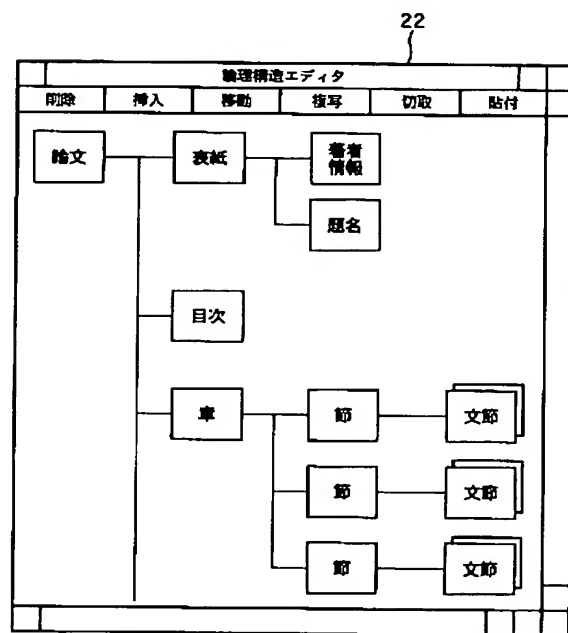 22
論理構造エディタ
削除 挿入 移動 複写 切取 貼付
論文 表紙 著者
情報
題名
目次
章 節 文節
節 文節
節 文節